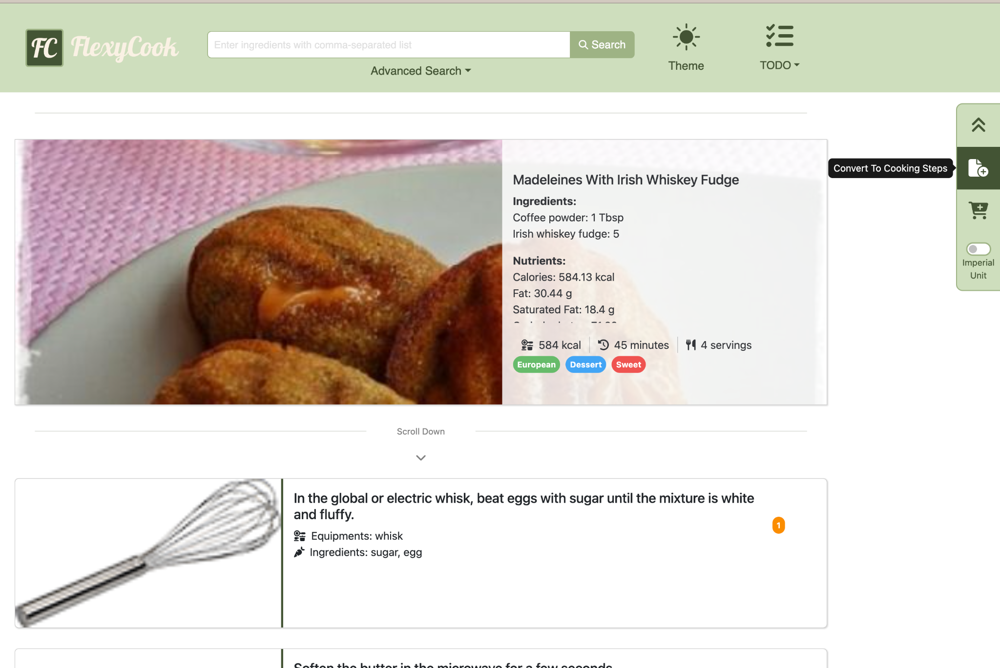 FC FlexyCook
Enter ingredients with comma-separated list
Search
Advanced Search
Theme
TODO
Convert To Cooking Steps
Imperial
Unit
Madeleines With Irish Whiskey Fudge
Ingredients:
Coffee powder: 1 Tbsp
Irish whiskey fudge: 5
Nutrients:
Calories: 584.13 kcal
Fat: 30.44 g
Saturated Fat: 18.4 g
584 kcal
45 minutes
4 servings
European
Dessert
Sweet
Scroll Down
In the global or electric whisk, beat eggs with sugar until the mixture is white
and fluffy.
1
Equipments: whisk
Ingredients: sugar, egg
Soften the butter in the microwave for a few seconds